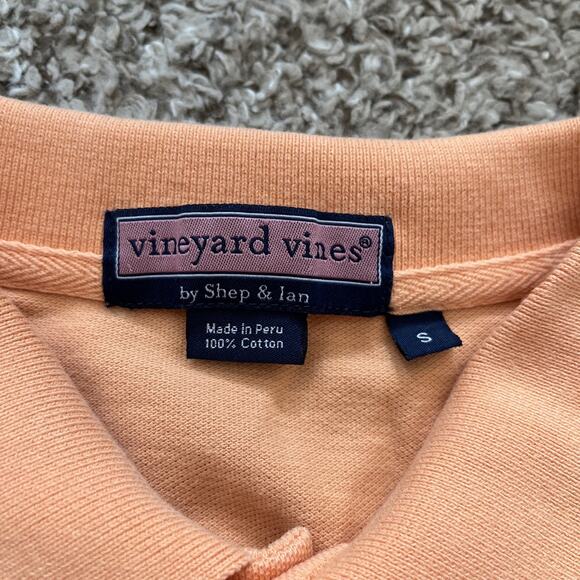 vineyard vines®
by Shep & Ian
Made in Peru
100% Cotton
S